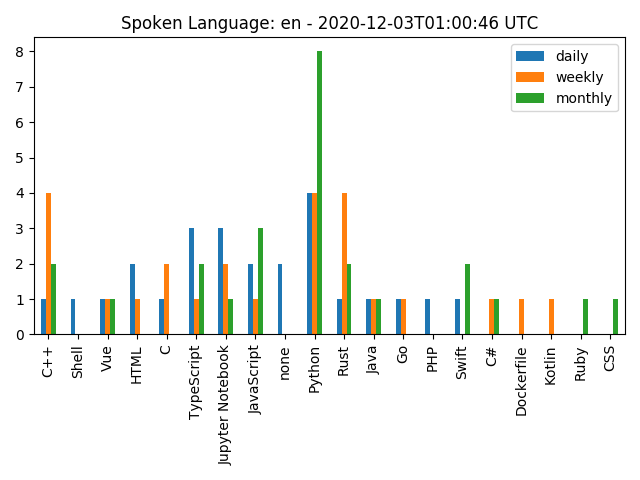 Spoken Language: en - 2020-12-03T01:00:46 UTC
daily
weekly
monthly
8
7
6
5
4
3
2
1
0
C++
Shell
Vue
HTML
C
TypeScript
Jupyter Notebook
JavaScript
none
Python
Rust
Java
Go
PHP
Swift
C#
Dockerfile
Kotlin
Ruby
CSS